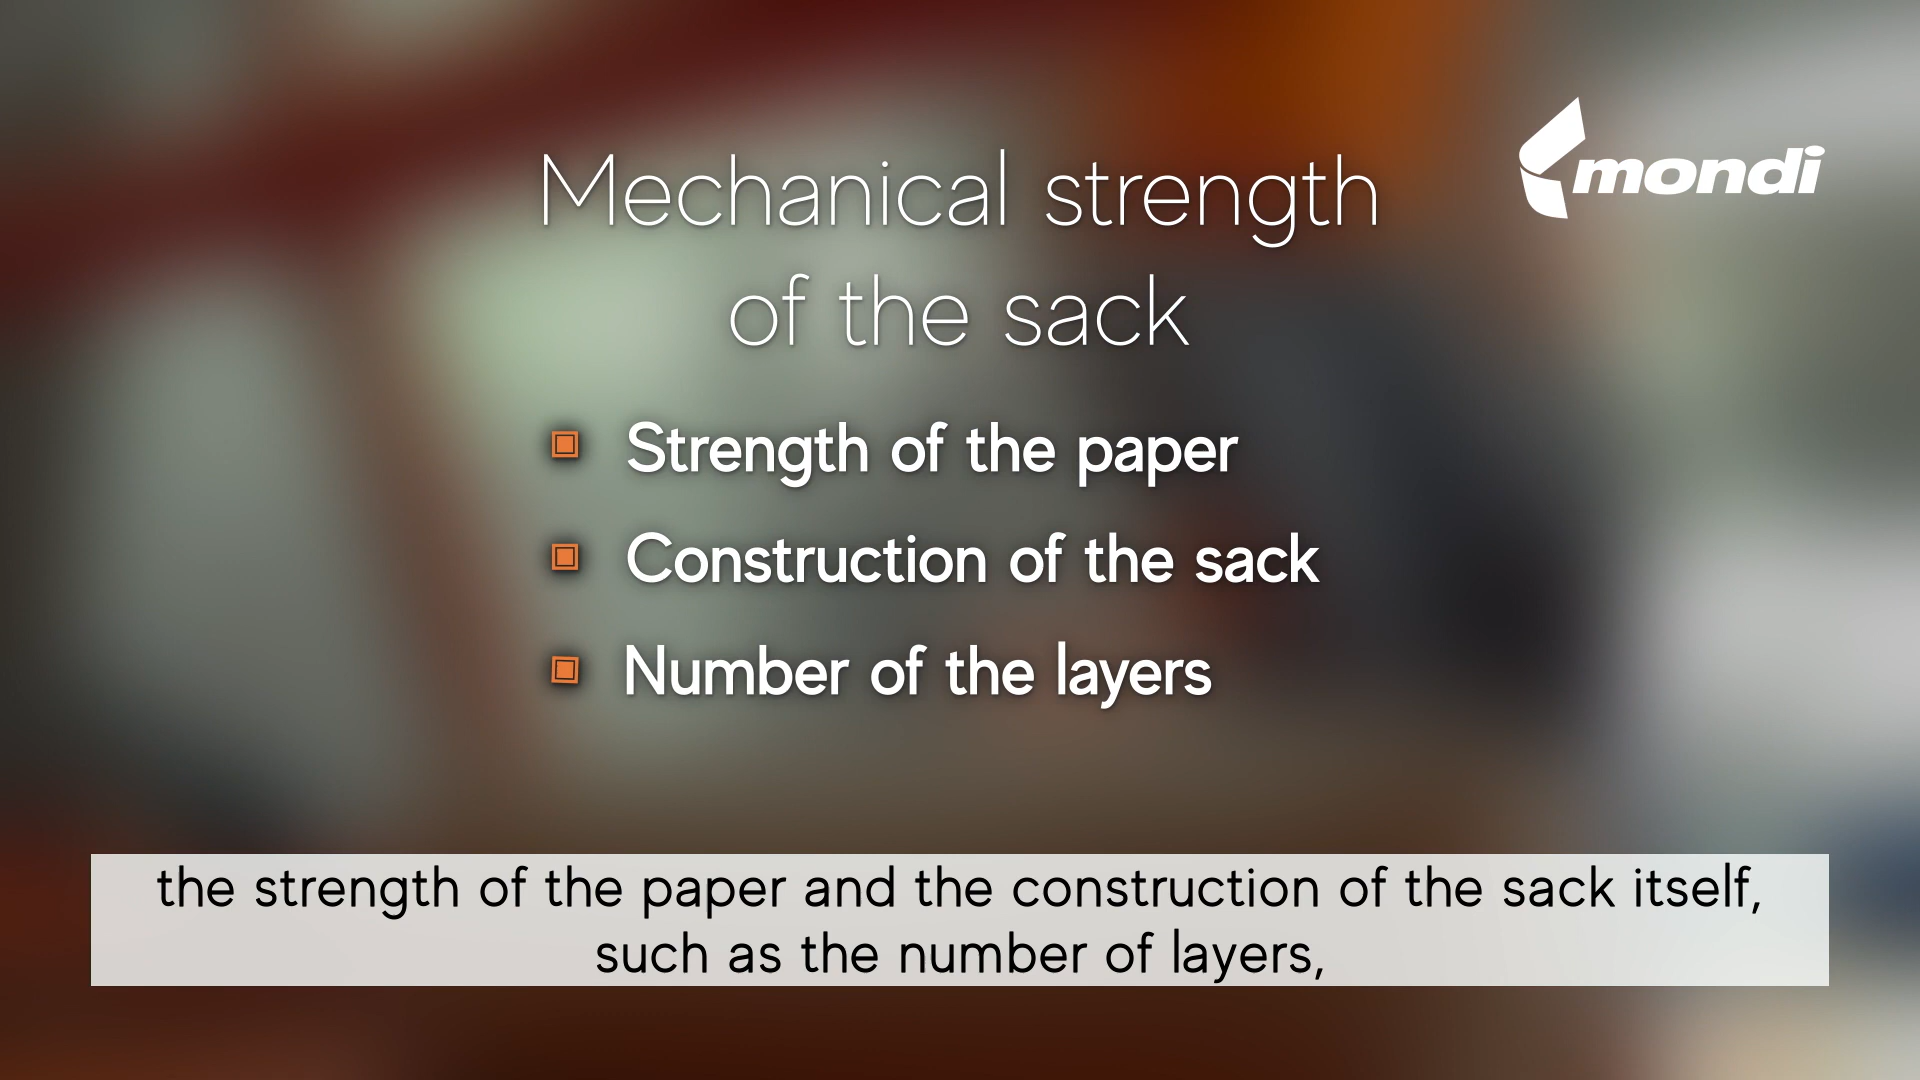 mondi
Mechanical strength
of the sack
Strength of the paper
Construction of the sack
Number of the layers
the strength of the paper and the construction of the sack itself,
such as the number of layers,